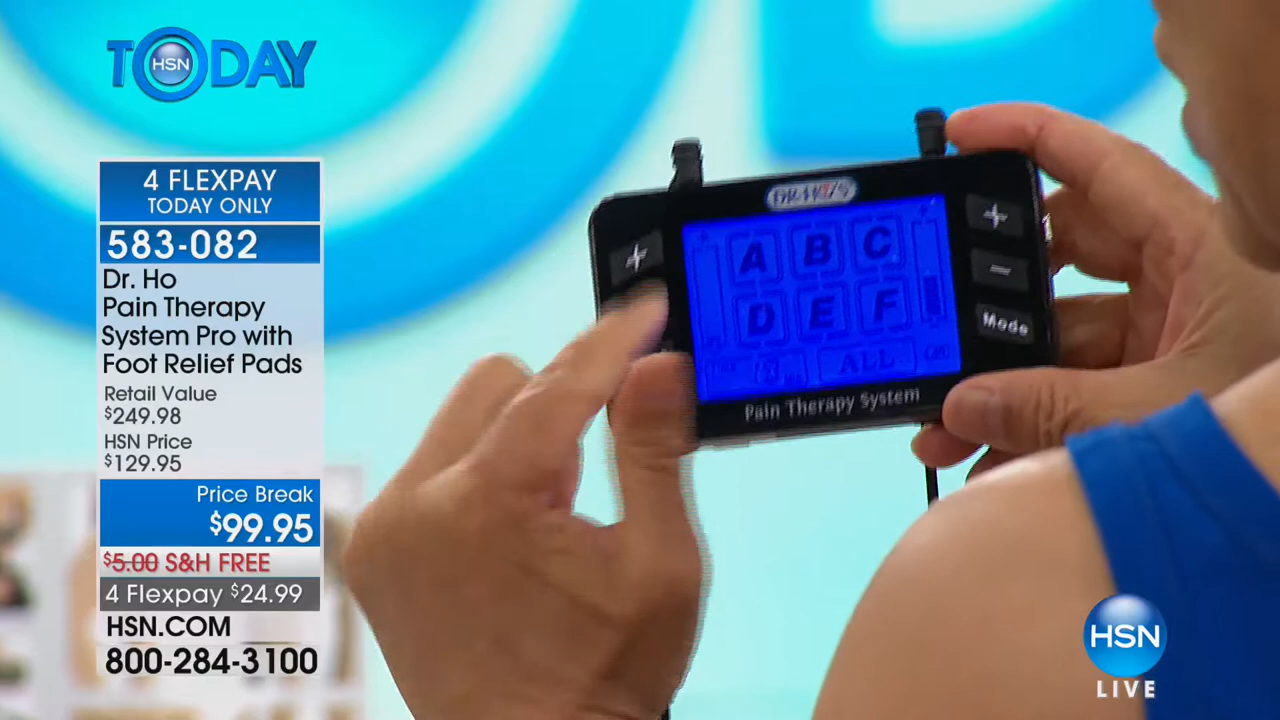 TODAY
HSN
4 FLEXPAY
TODAY ONLY
583-082
Dr. Ho
Pain Therapy
System Pro with
Foot Relief Pads
Retail Value
$249.98
HSN Price
$129.95
Price Break
$99.95
$5.00 S&H FREE
4 Flexpay $24.99
HSN.COM
800-284-3100
DR-HO'S
+
+
A B C
−
D E F
Mode
ALL
Pain Therapy System
HSN
LIVE